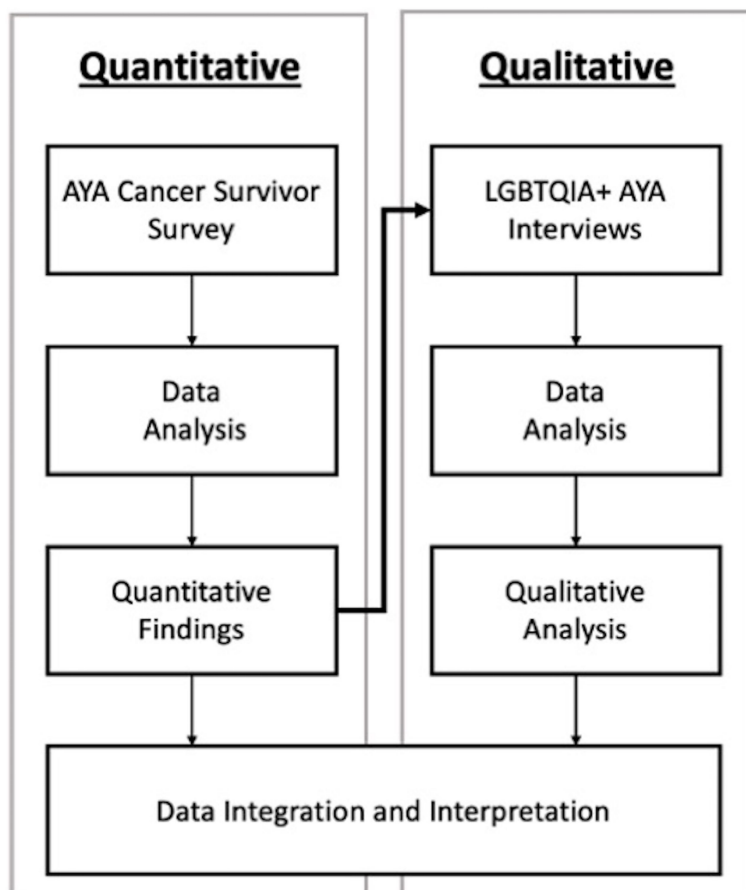 Quantitative
AYA Cancer Survivor
Survey
Data
Analysis
Quantitative
Findings
Qualitative
LGBTQIA+ AYA
Interviews
Data
Analysis
Qualitative
Analysis
Data Integration and Interpretation